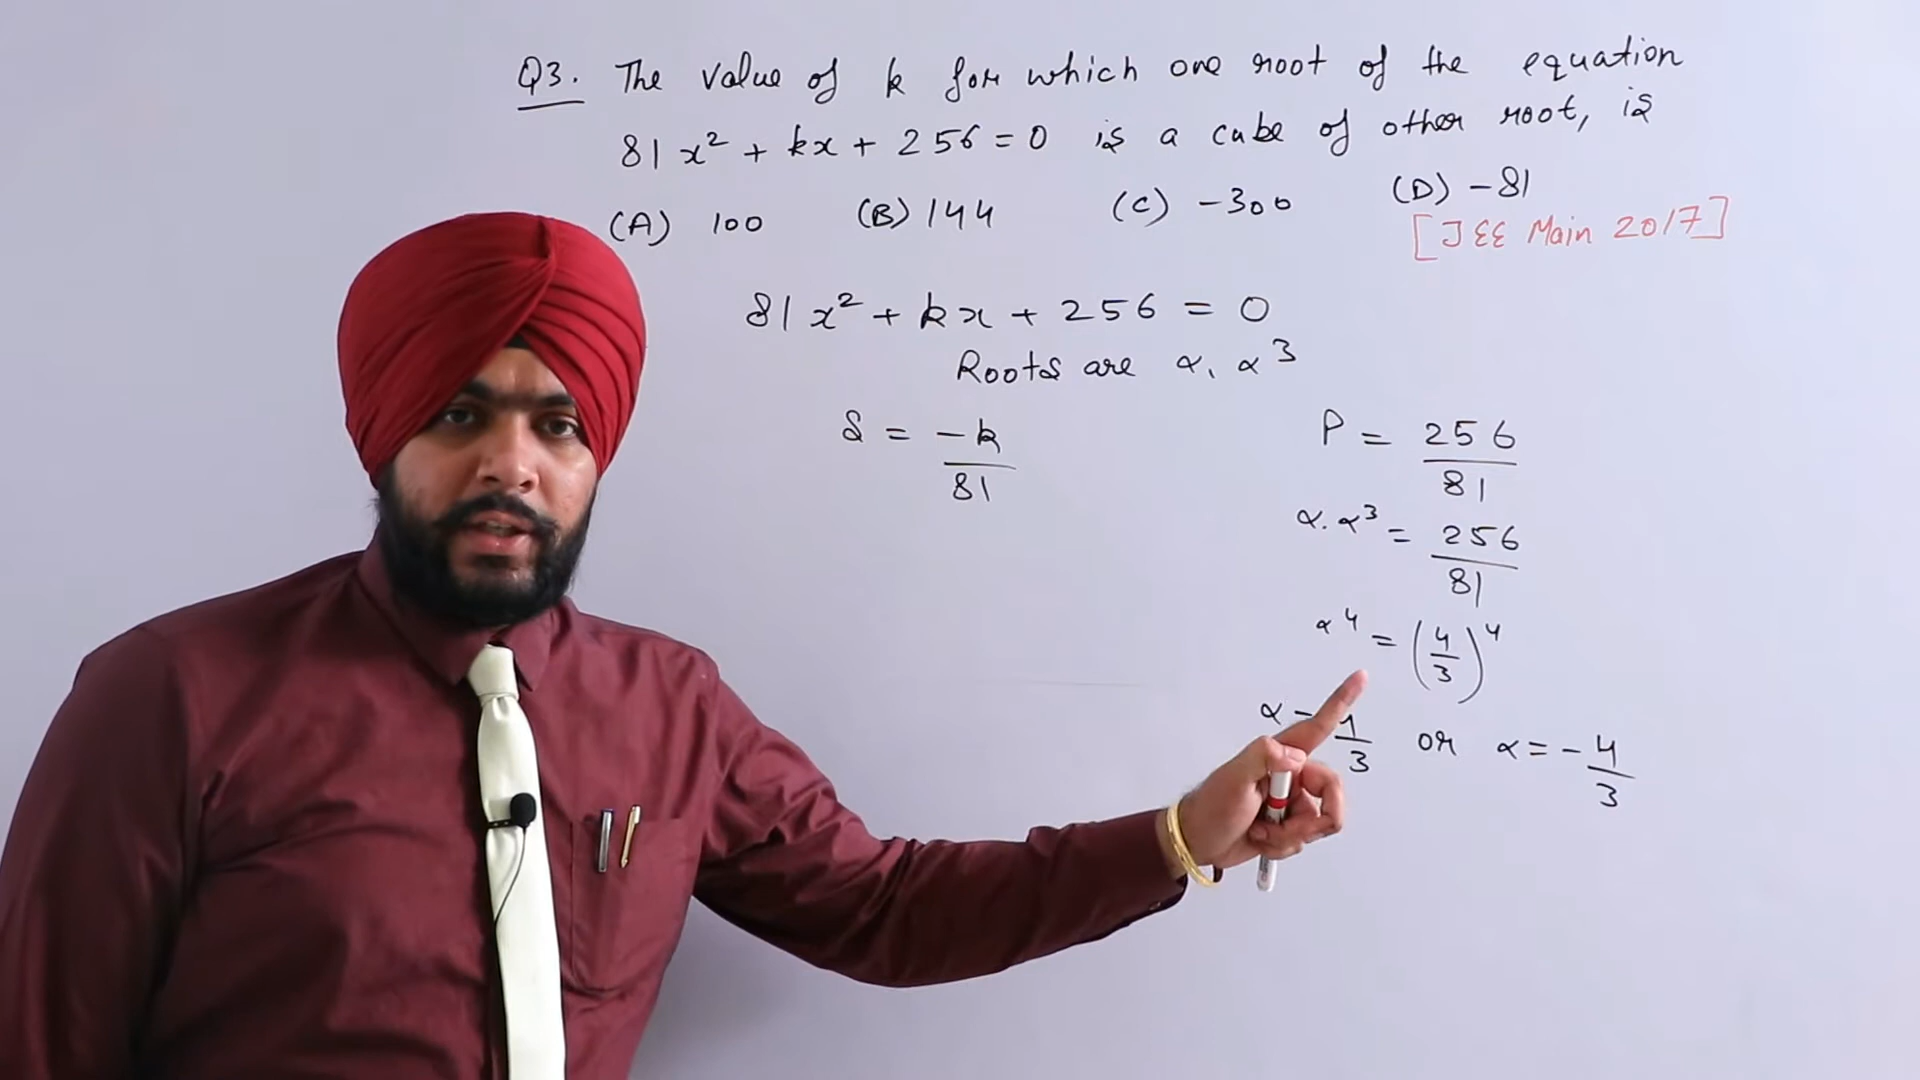 Q3. The value of k for which one root of the equation
81x² + kx + 256 = 0 is a cube of other root, is
(A) 100 (B) 144 (C) -300 (D) -81
[JEE Main 2017]
81x² + kx + 256 = 0
Roots are α, α³
S = -k/81
P = 256/81
α.α³ = 256/81
α⁴ = (4/3)⁴
α = 4/3 or α = -4/3